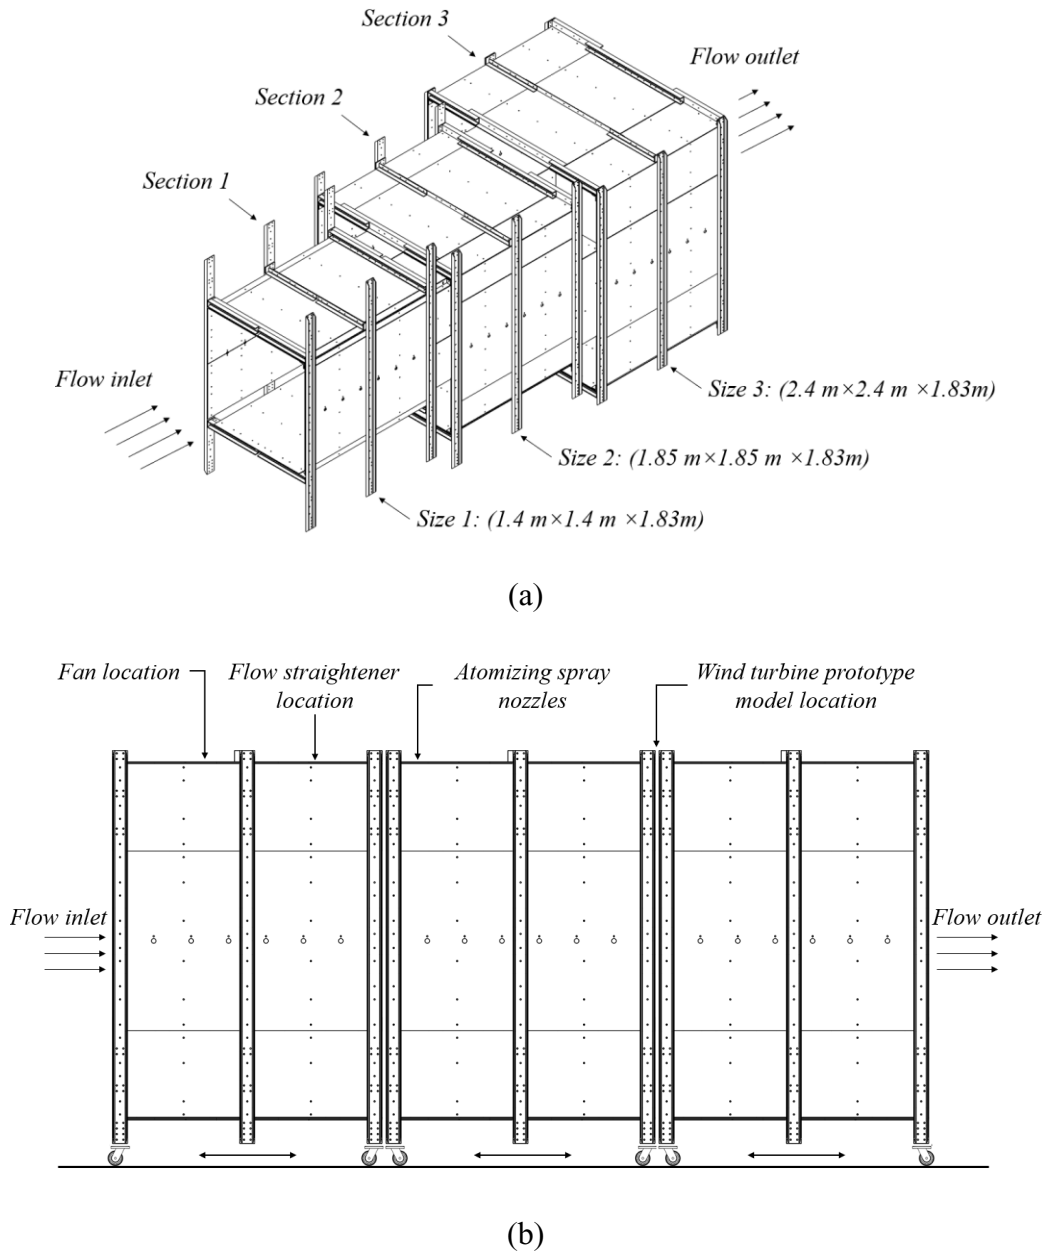 Section 3
Flow outlet
Section 2
Section 1
Flow inlet
Size 3: (2.4 m×2.4 m ×1.83m)
Size 2: (1.85 m×1.85 m ×1.83m)
Size 1: (1.4 m×1.4 m ×1.83m)
(a)
Fan location
Flow straightener
location
Atomizing spray
nozzles
Wind turbine prototype
model location
Flow inlet
Flow outlet
(b)